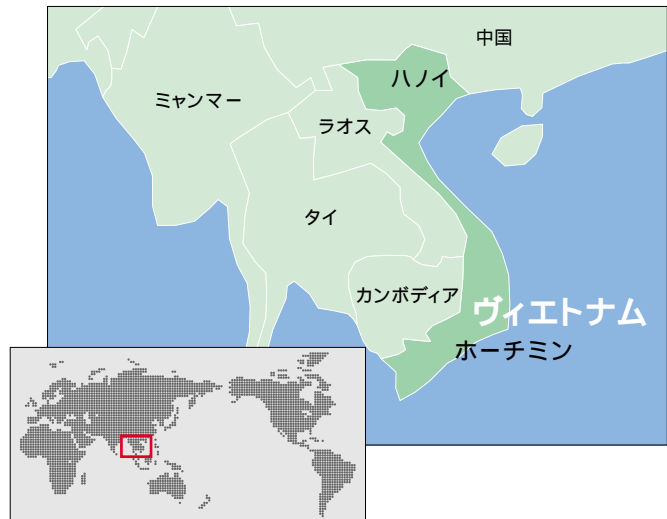 中国
ハノイ
ミャンマー
ラオス
タイ
カンボディア
ヴィエトナム
ホーチミン